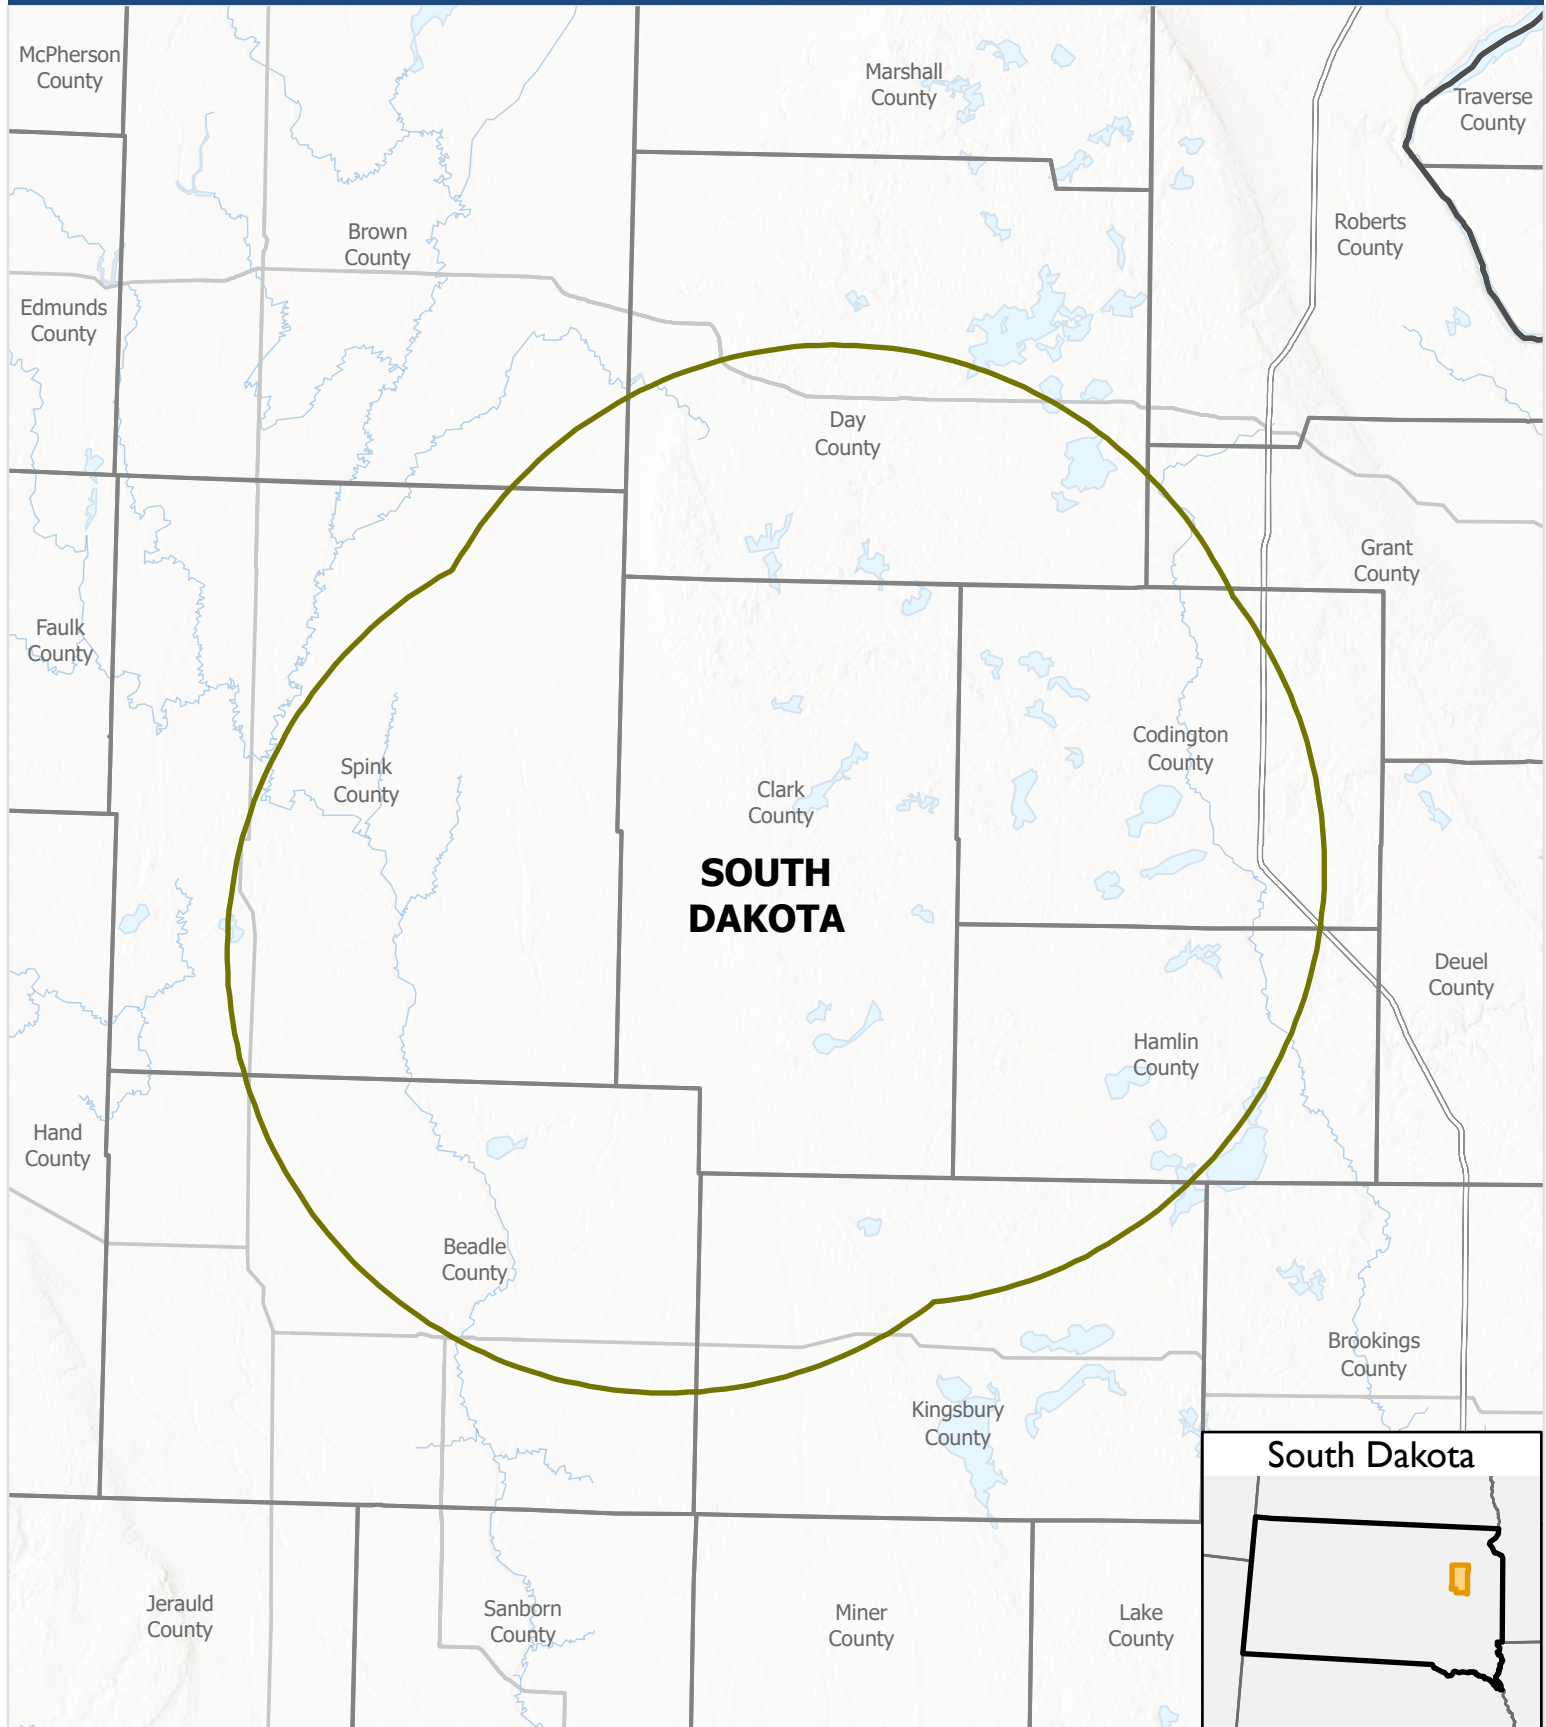 McPherson
County
Marshall
County
Traverse
County
Brown
County
Roberts
County
Edmunds
County
Day
County
Grant
County
Faulk
County
Codington
County
Spink
County
Clark
County
SOUTH
DAKOTA
Deuel
County
Hamlin
County
Hand
County
Beadle
County
Brookings
County
Kingsbury
County
South Dakota
Jerauld
County
Sanborn
County
Miner
County
Lake
County